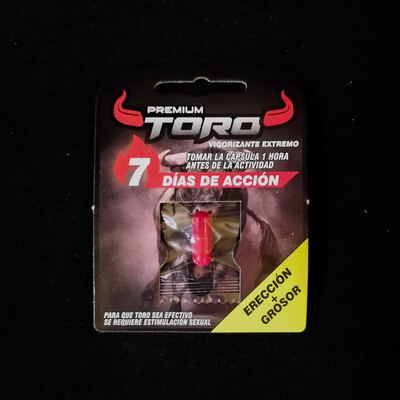 PREMIUM
TORO
VIGORIZANTE EXTREMO
TOMAR LA CAPSULA 1 HORA
ANTES DE LA ACTIVIDAD
7
DÍAS DE ACCIÓN
ERECCIÓN
+
GROSOR
PARA QUE TORO SEA EFECTIVO
SE REQUIERE ESTIMULACIÓN SEXUAL